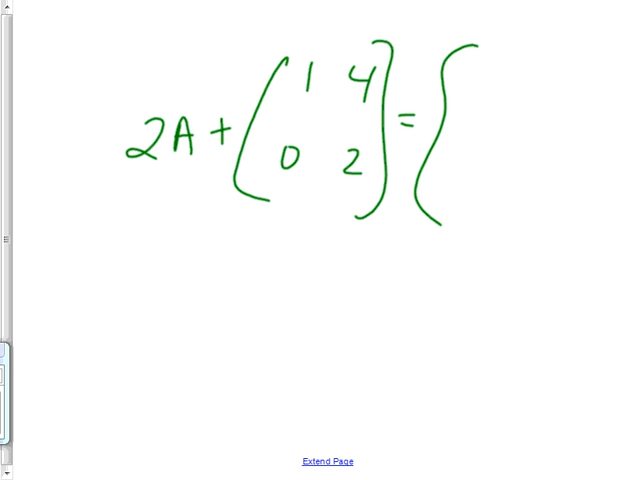 2A + ( 1 4 ) = (
0 2
Extend Page